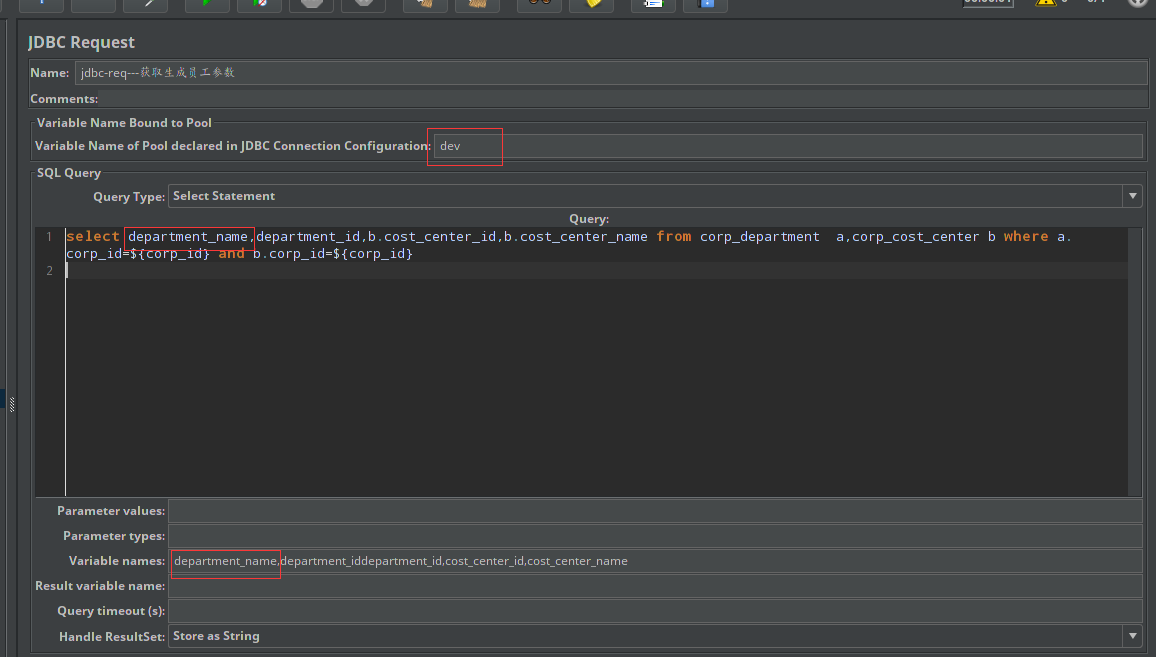 JDBC Request
Name: jdbc-req---获取生成员工参数
Comments:
Variable Name Bound to Pool
Variable Name of Pool declared in JDBC Connection Configuration: dev
SQL Query
Query Type: Select Statement
Query:
1 select department_name,department_id,b.cost_center_id,b.cost_center_name from corp_department  a,corp_cost_center b where a.
corp_id=${corp_id} and b.corp_id=${corp_id}
2
Parameter values:
Parameter types:
Variable names: department_name,department_iddepartment_id,cost_center_id,cost_center_name
Result variable name:
Query timeout (s):
Handle ResultSet: Store as String